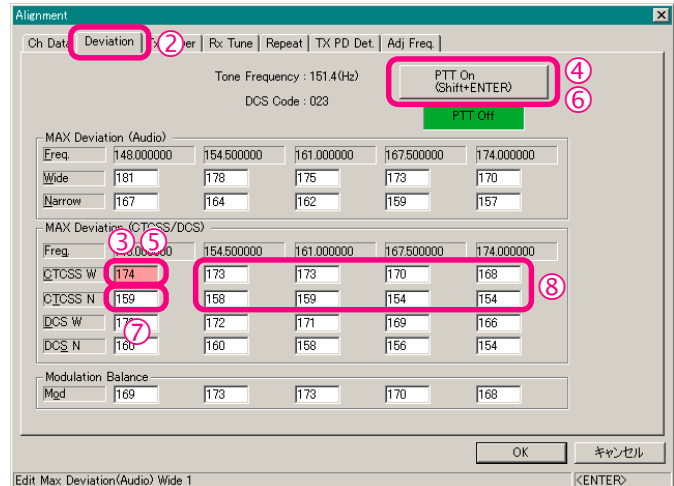 Alignment
Ch Data Deviation ② Rx Tune Repeat TX PD Det. Adj Freq.
Tone Frequency : 151.4(Hz)
DCS Code : 023
PTT On
(Shift+ENTER)
④
⑥
PTT Off
MAX Deviation (Audio)
Freq. 148.000000 154.500000 161.000000 167.500000 174.000000
Wide 181 178 175 173 170
Narrow 167 164 162 159 157
MAX Deviation (CTCSS/DCS)
③ ⑤
Freq. 154.500000 161.000000 167.500000 174.000000
CTCSS W 174 173 173 170 168
⑧
CTCSS N 159 158 159 154 154
⑦
DCS W 172 171 169 166
DCS N 160 160 158 156 154
Modulation Balance
Mod 169 173 173 170 168
OK キャンセル
Edit Max Deviation(Audio) Wide 1 <ENTER>